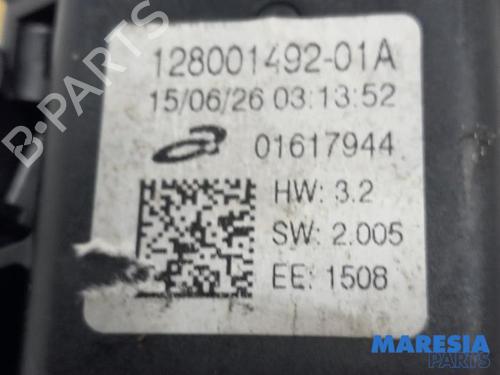 128001492-01A
15/06/26 03:13:52
01617944
HW: 3.2
SW: 2.005
EE: 1508
MARESIA
PARTS